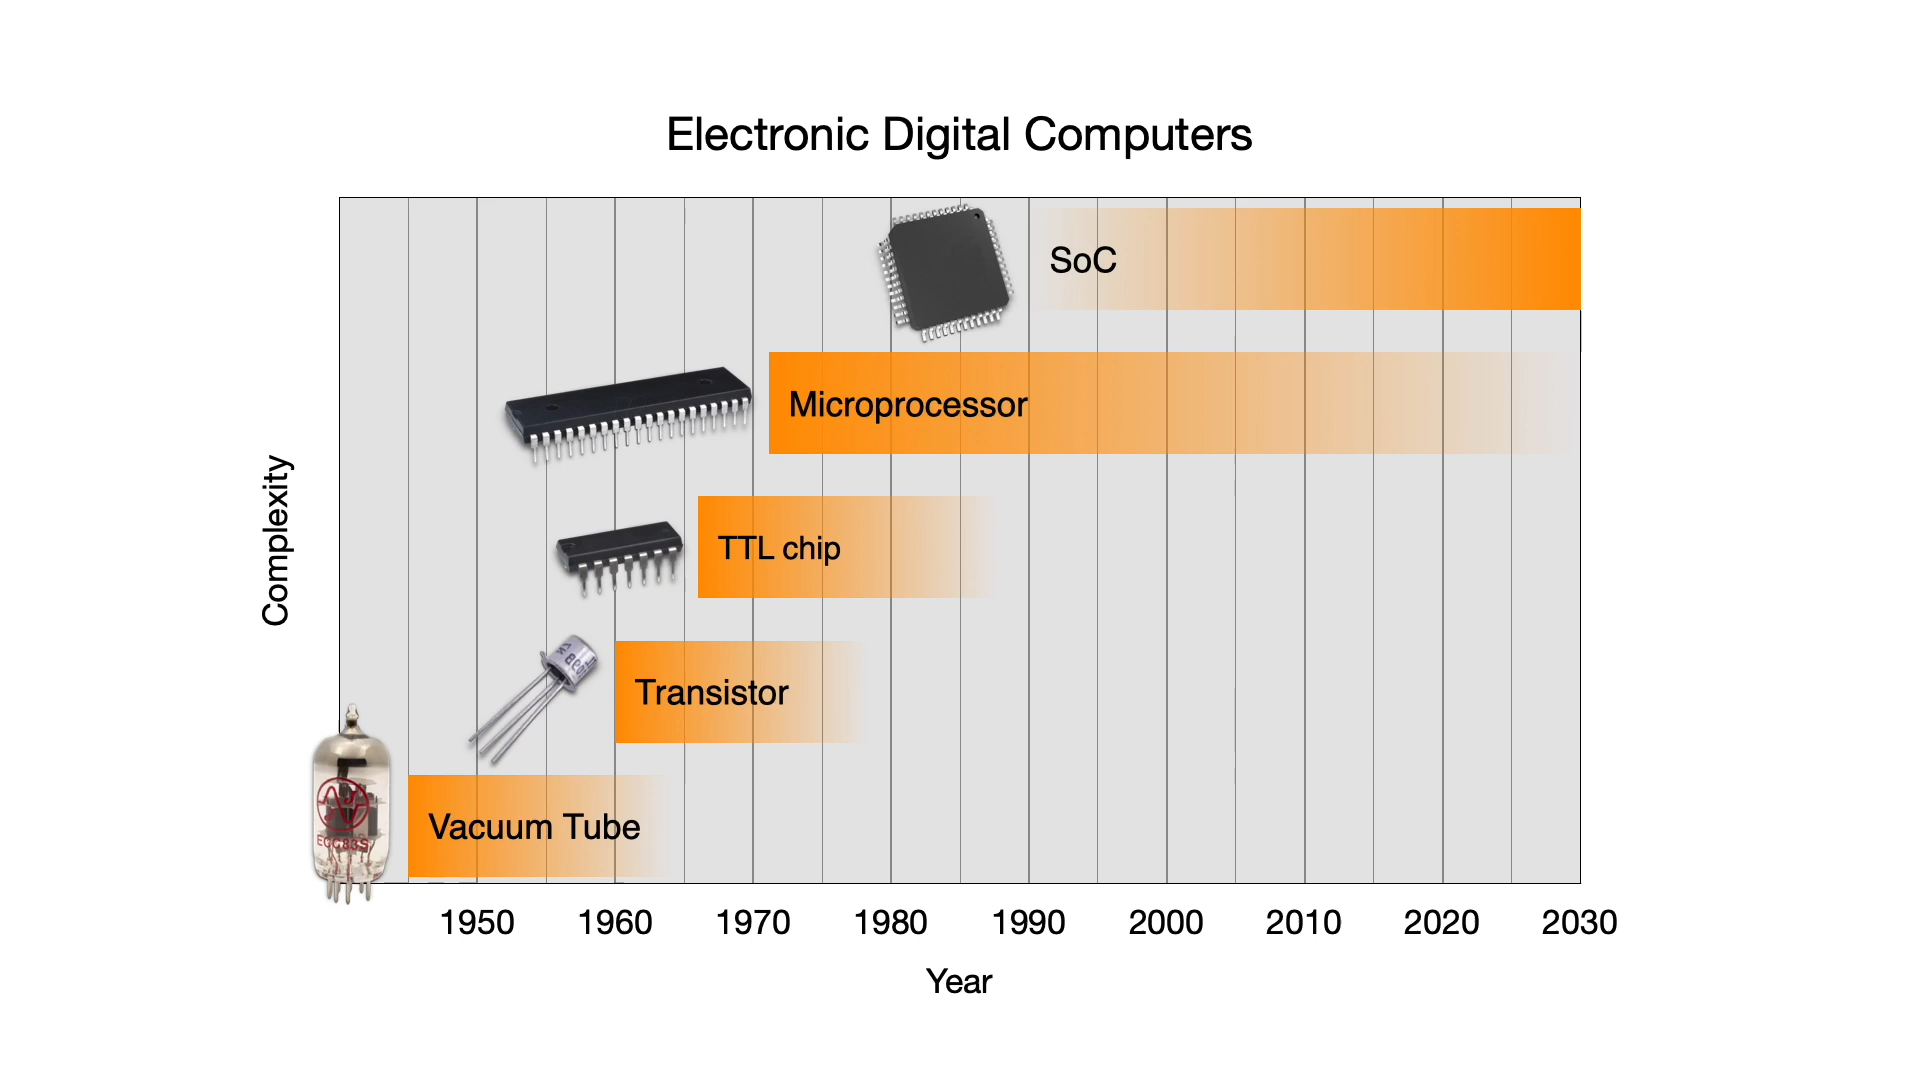 Electronic Digital Computers
SoC
Microprocessor
Complexity
TTL chip
Transistor
ECC83S
Vacuum Tube
1950 1960 1970 1980 1990 2000 2010 2020 2030
Year